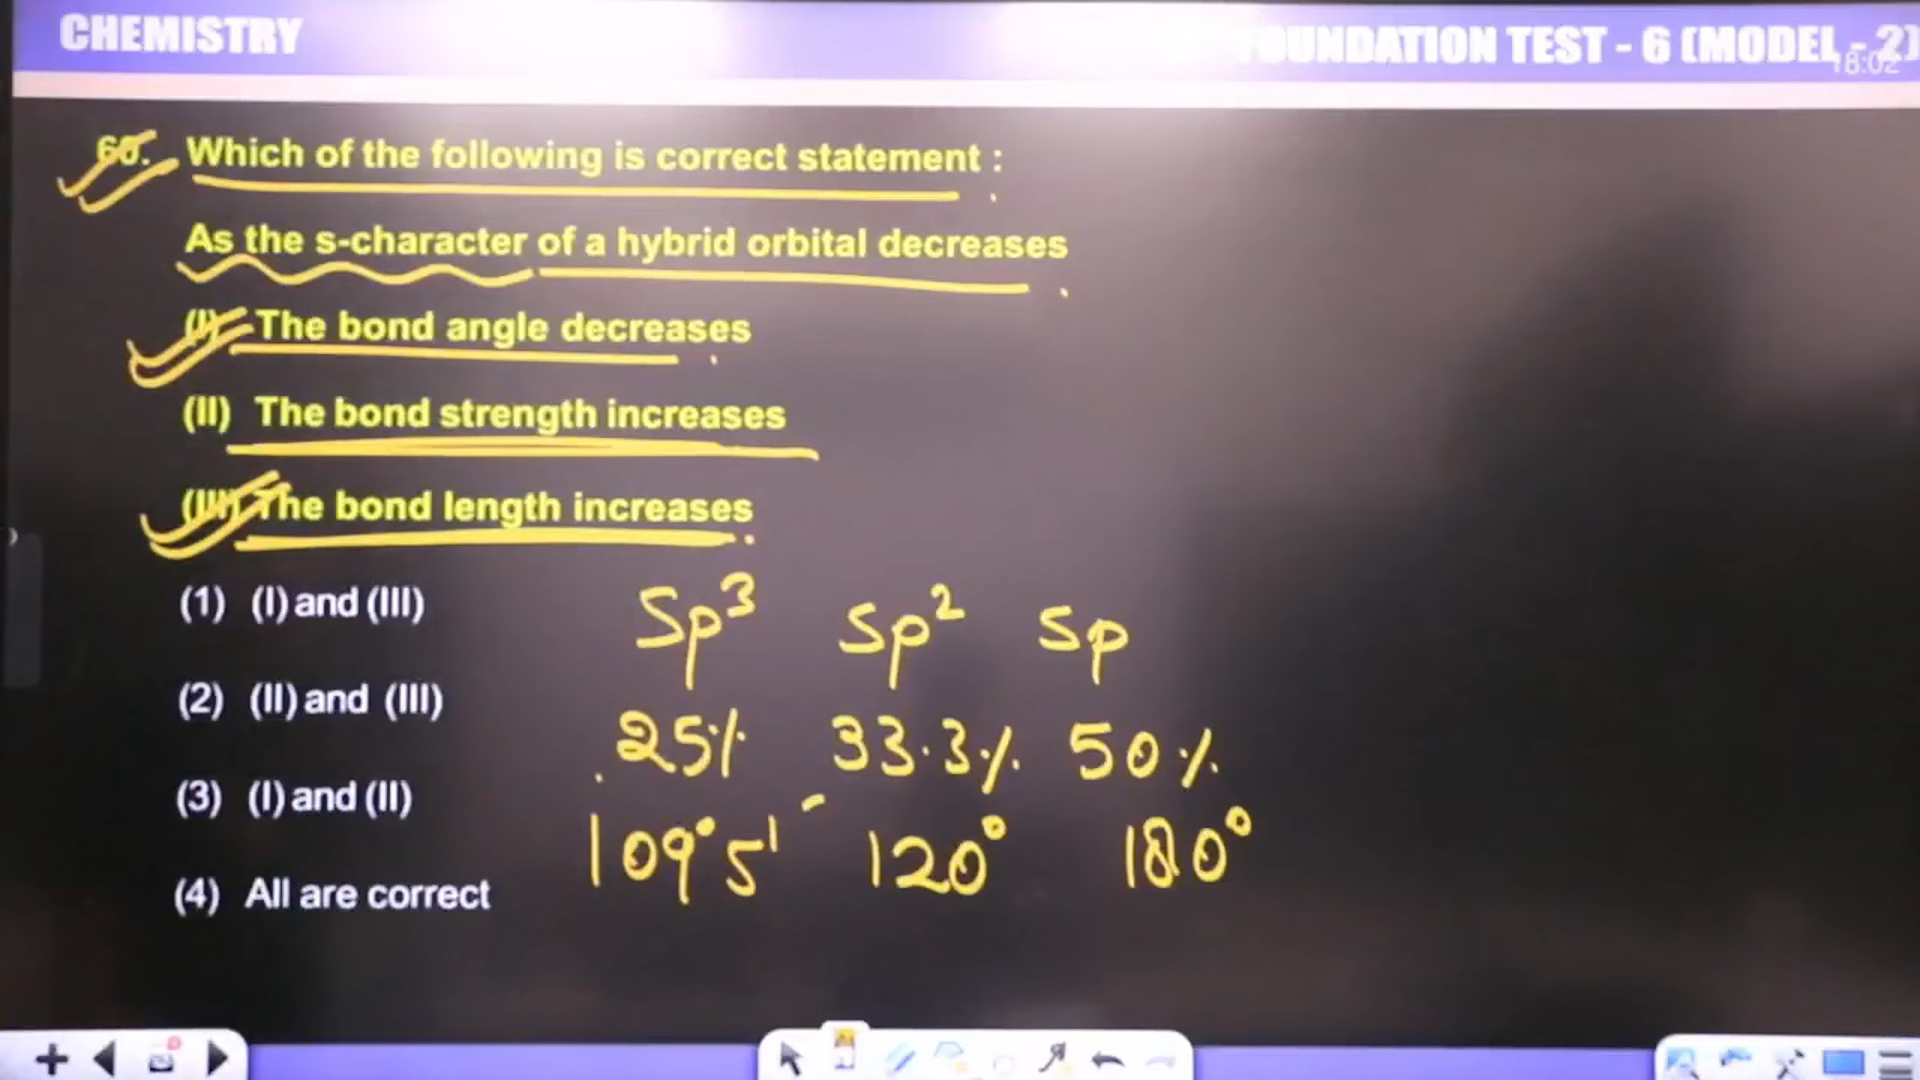 CHEMISTRY
FOUNDATION TEST - 6 (MODEL - 2)
18:02
60. Which of the following is correct statement :
As the s-character of a hybrid orbital decreases
(I) The bond angle decreases
(II) The bond strength increases
(III) The bond length increases
(1) (I) and (III)
(2) (II) and (III)
(3) (I) and (II)
(4) All are correct
Sp³ Sp² Sp
25% 33.3% 50%
109°5' 120° 180°